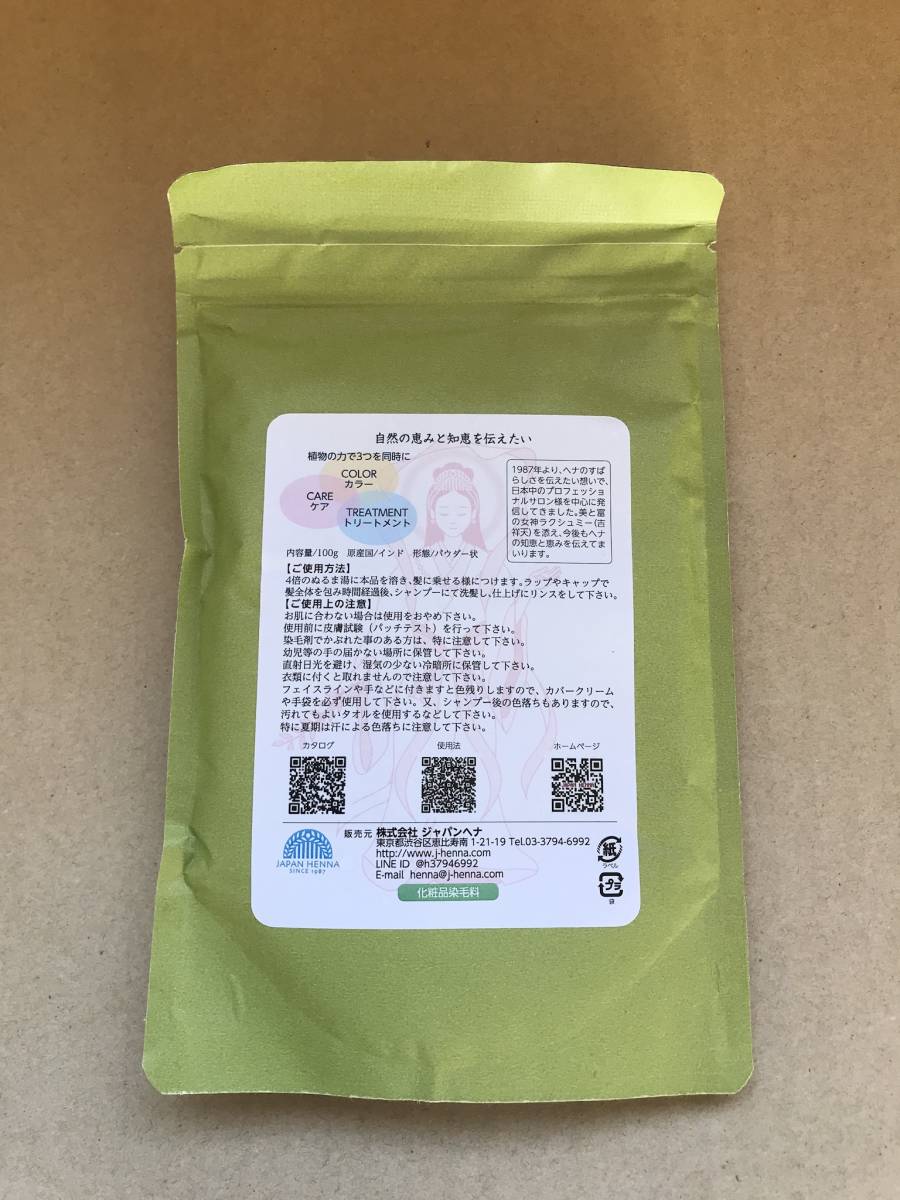 自然の恵みと知恵を伝えたい
植物の力で3つを同時に
COLOR
カラー
CARE
ケア
TREATMENT
トリートメント
1987年より、ヘナのすば
らしさを伝えたい想いで、
日本中のプロフェッショ
ナルサロン様を中心に発
信してきました。美と富
の女神ラクシュミー(吉
祥天)を添え、今後もヘナ
の知恵と恵みを伝えてま
いります。
内容量/100g 原産国/インド 形態/パウダー状
【ご使用方法】
4倍のぬるま湯に本品を溶き、髪に乗せる様につけます。ラップやキャップで
髪全体を包み時間経過後、シャンプーにて洗髪し、仕上げにリンスをして下さい。
【ご使用上の注意】
お肌に合わない場合は使用をおやめ下さい。
使用前に皮膚試験（パッチテスト）を行って下さい。
染毛剤でかぶれた事のある方は、特に注意して下さい。
幼児等の手の届かない場所に保管して下さい。
直射日光を避け、湿気の少ない冷暗所に保管して下さい。
衣類に付くと取れませんので注意して下さい。
フェイスラインや手などに付きますと色残りしますので、カバークリーム
や手袋を必ず使用して下さい。又、シャンプー後の色落ちもありますので、
汚れてもよいタオルを使用するなどして下さい。
特に夏期は汗による色落ちに注意して下さい。
カタログ
使用法
ホームページ
JAPAN HENNA
SINCE 1987
販売元 株式会社 ジャパンヘナ
東京都渋谷区恵比寿南 1-21-19 Tel.03-3794-6992
http://www.j-henna.com
LINE ID @h37946992
E-mail henna@j-henna.com
化粧品染毛料
紙
ラベル
プラ
袋